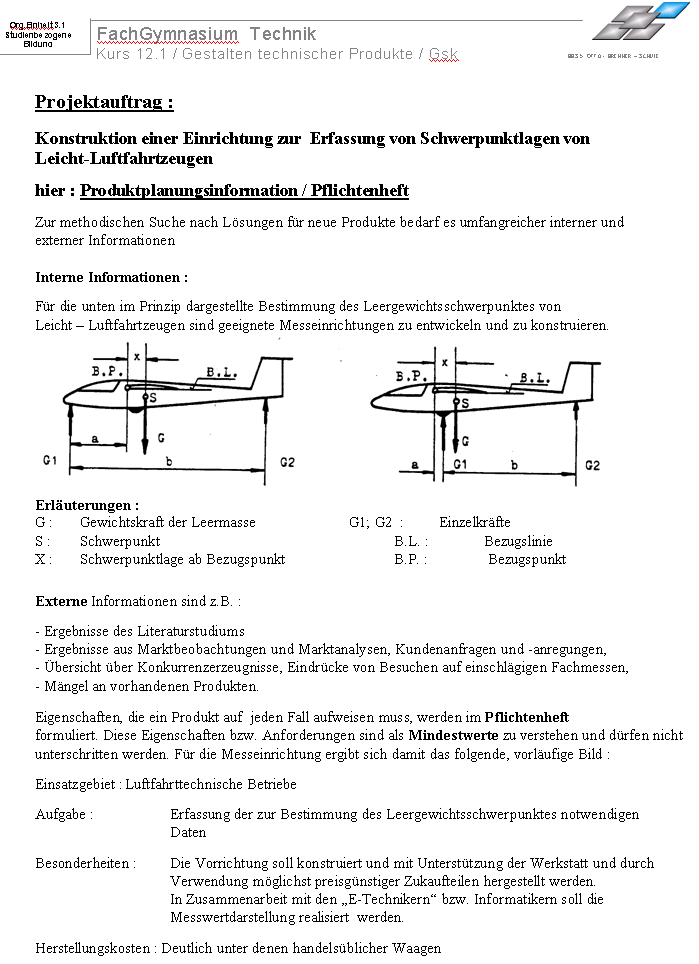 Studienbezogene
Bildung
FachGymnasium Technik
Kurs 12.1 / Gestalten technischer Produkte / Gsk
BBS3 OTTO - BRENNER - SCHULE
Projektauftrag :
Konstruktion einer Einrichtung zur Erfassung von Schwerpunktlagen von
Leicht-Luftfahrtzeugen
hier : Produktplanungsinformation / Pflichtenheft
Zur methodischen Suche nach Lösungen für neue Produkte bedarf es umfangreicher interner und
externer Informationen
Interne Informationen :
Für die unten im Prinzip dargestellte Bestimmung des Leergewichtsschwerpunktes von
Leicht – Luftfahrtzeugen sind geeignete Messeinrichtungen zu entwickeln und zu konstruieren.
x
B.P. B.L.
S
G
a
G1 b G2
x
B.P. B.L.
S
G
a G1 b G2
Erläuterungen :
G : Gewichtskraft der Leermasse G1; G2 : Einzelkräfte
S : Schwerpunkt B.L. : Bezugslinie
X : Schwerpunktlage ab Bezugspunkt B.P. : Bezugspunkt
Externe Informationen sind z.B. :
- Ergebnisse des Literaturstudiums
- Ergebnisse aus Marktbeobachtungen und Marktanalysen, Kundenanfragen und -anregungen,
- Übersicht über Konkurrenzerzeugnisse, Eindrücke von Besuchen auf einschlägigen Fachmessen,
- Mängel an vorhandenen Produkten.
Eigenschaften, die ein Produkt auf jeden Fall aufweisen muss, werden im Pflichtenheft
formuliert. Diese Eigenschaften bzw. Anforderungen sind als Mindestwerte zu verstehen und dürfen nicht
unterschritten werden. Für die Messeinrichtung ergibt sich damit das folgende, vorläufige Bild :
Einsatzgebiet : Luftfahrttechnische Betriebe
Aufgabe : Erfassung der zur Bestimmung des Leergewichtsschwerpunktes notwendigen
Daten
Besonderheiten : Die Vorrichtung soll konstruiert und mit Unterstützung der Werkstatt und durch
Verwendung möglichst preisgünstiger Zukaufteilen hergestellt werden.
In Zusammenarbeit mit den „E-Technikern“ bzw. Informatikern soll die
Messwertdarstellung realisiert werden.
Herstellungskosten : Deutlich unter denen handelsüblicher Waagen